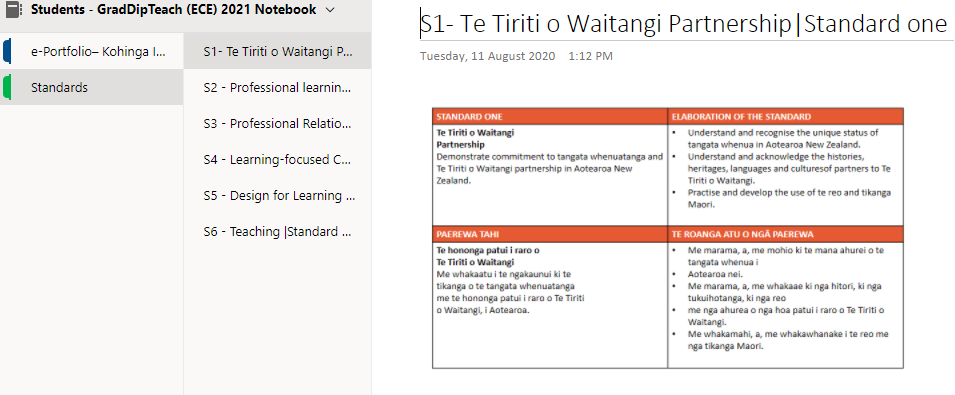 Students - GradDipTeach (ECE) 2021 Notebook
e-Portfolio– Kohinga I...
Standards
S1- Te Tiriti o Waitangi P...
S2 - Professional learnin...
S3 - Professional Relatio...
S4 - Learning-focused C...
S5 - Design for Learning ...
S6 - Teaching |Standard ...
S1- Te Tiriti o Waitangi Partnership|Standard one
Tuesday, 11 August 2020 1:12 PM
STANDARD ONE
Te Tiriti o Waitangi
Partnership
Demonstrate commitment to tangata whenuatanga and
Te Tiriti o Waitangi partnership in Aotearoa New
Zealand.
ELABORATION OF THE STANDARD
• Understand and recognise the unique status of
tangata whenua in Aotearoa New Zealand.
• Understand and acknowledge the histories,
heritages, languages and culturesof partners to Te
Tiriti o Waitangi.
• Practise and develop the use of te reo and tikanga
Maori.
PAEREWA TAHI
Te hononga patui i raro o
Te Tiriti o Waitangi
Me whakaatu i te ngakaunui ki te
tikanga o te tangata whenuatanga
me te hononga patui i raro o Te Tiriti
o Waitangi, i Aotearoa.
TE ROANGA ATU O NGĀ PAEREWA
• Me marama, a, me mohio ki te mana ahurei o te
tangata whenua i
• Aotearoa nei.
• Me marama, a, me whakaae ki nga hitori, ki nga
tukuihotanga, ki nga reo
• me nga ahurea o nga hoa patui i raro o Te Tiriti o
Waitangi.
• Me whakamahi, a, me whakawhanake i te reo me
nga tikanga Maori.